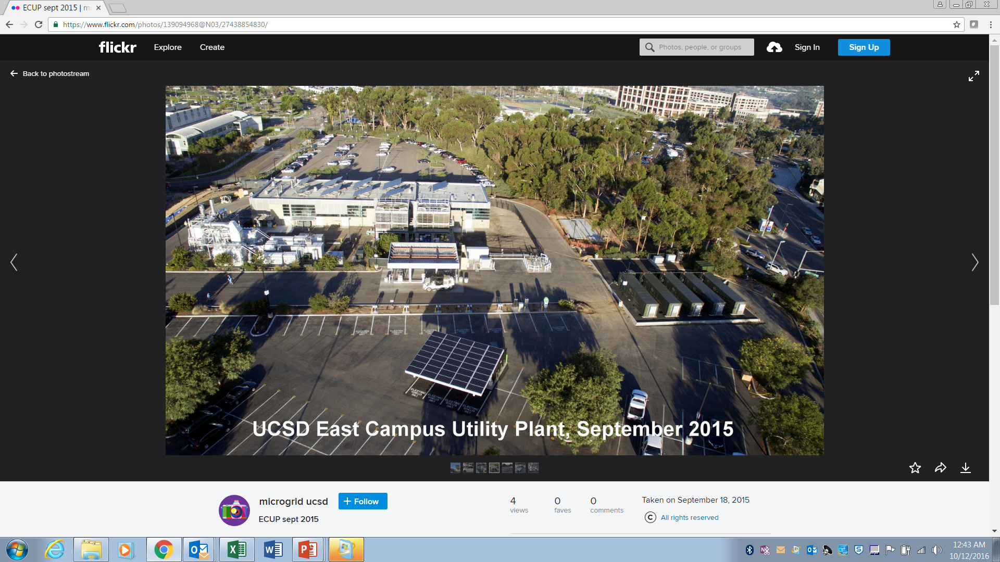 ECUP sept 2015 | m
https://www.flickr.com/photos/139094968@N03/27438854830/
flickr
Explore
Create
Photos, people, or groups
Sign In
Sign Up
Back to photostream
ELECTRIC VEHICLES ONLY
UCSD East Campus Utility Plant, September 2015
microgrid ucsd
+ Follow
ECUP sept 2015
4
views
0
faves
0
comments
Taken on September 18, 2015
© All rights reserved
12:43 AM
10/12/2016